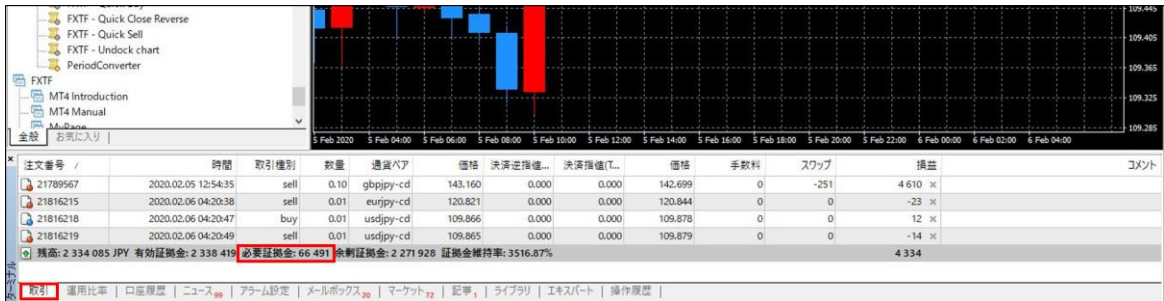 FXTF - Quick Close Reverse
FXTF - Quick Sell
FXTF - Undock chart
PeriodConverter
FXTF
MT4 Introduction
MT4 Manual
MyPage
全般 お気に入り
109.445
109.405
109.365
109.325
109.285
5 Feb 2020 5 Feb 04:00 5 Feb 06:00 5 Feb 08:00 5 Feb 10:00 5 Feb 12:00 5 Feb 14:00 5 Feb 16:00 5 Feb 18:00 5 Feb 20:00 5 Feb 22:00 6 Feb 00:00 6 Feb 02:00 6 Feb 04:00
注文番号 / 時間 取引種別 数量 通貨ペア 価格 決済逆指値... 決済指値(T... 価格 手数料 スワップ 損益 コメント
21789567 2020.02.05 12:54:35 sell 0.10 gbpjpy-cd 143.160 0.000 0.000 142.699 0 -251 4 610 ×
21816215 2020.02.06 04:20:38 sell 0.01 eurjpy-cd 120.821 0.000 0.000 120.844 0 0 -23 ×
21816218 2020.02.06 04:20:47 buy 0.01 usdjpy-cd 109.866 0.000 0.000 109.878 0 0 12 ×
21816219 2020.02.06 04:20:49 sell 0.01 usdjpy-cd 109.865 0.000 0.000 109.879 0 0 -14 ×
残高: 2 334 085 JPY 有効証拠金: 2 338 419 必要証拠金: 66 491 余剰証拠金: 2 271 928 証拠金維持率: 3516.87% 4 334
ターミナル
取引 | 運用比率 | 口座履歴 | ニュース 99 | アラーム設定 | メールボックス 20 | マーケット 72 | 記事 1 | ライブラリ | エキスパート | 操作履歴 |